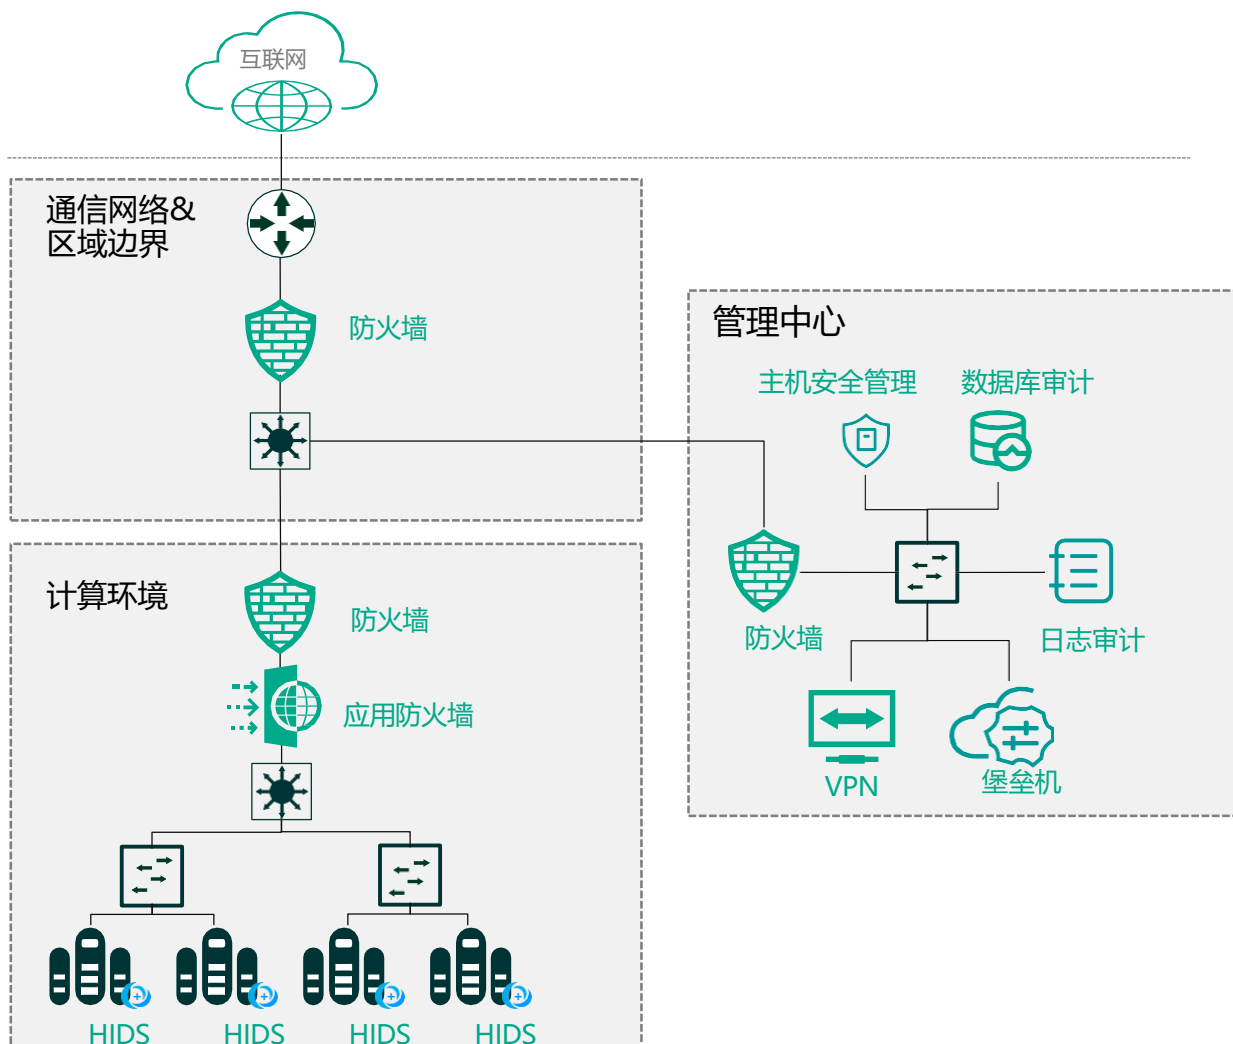 互联网
通信网络&
区域边界
防火墙
管理中心
主机安全管理
数据库审计
防火墙
日志审计
VPN
堡垒机
计算环境
防火墙
应用防火墙
HIDS
HIDS
HIDS
HIDS